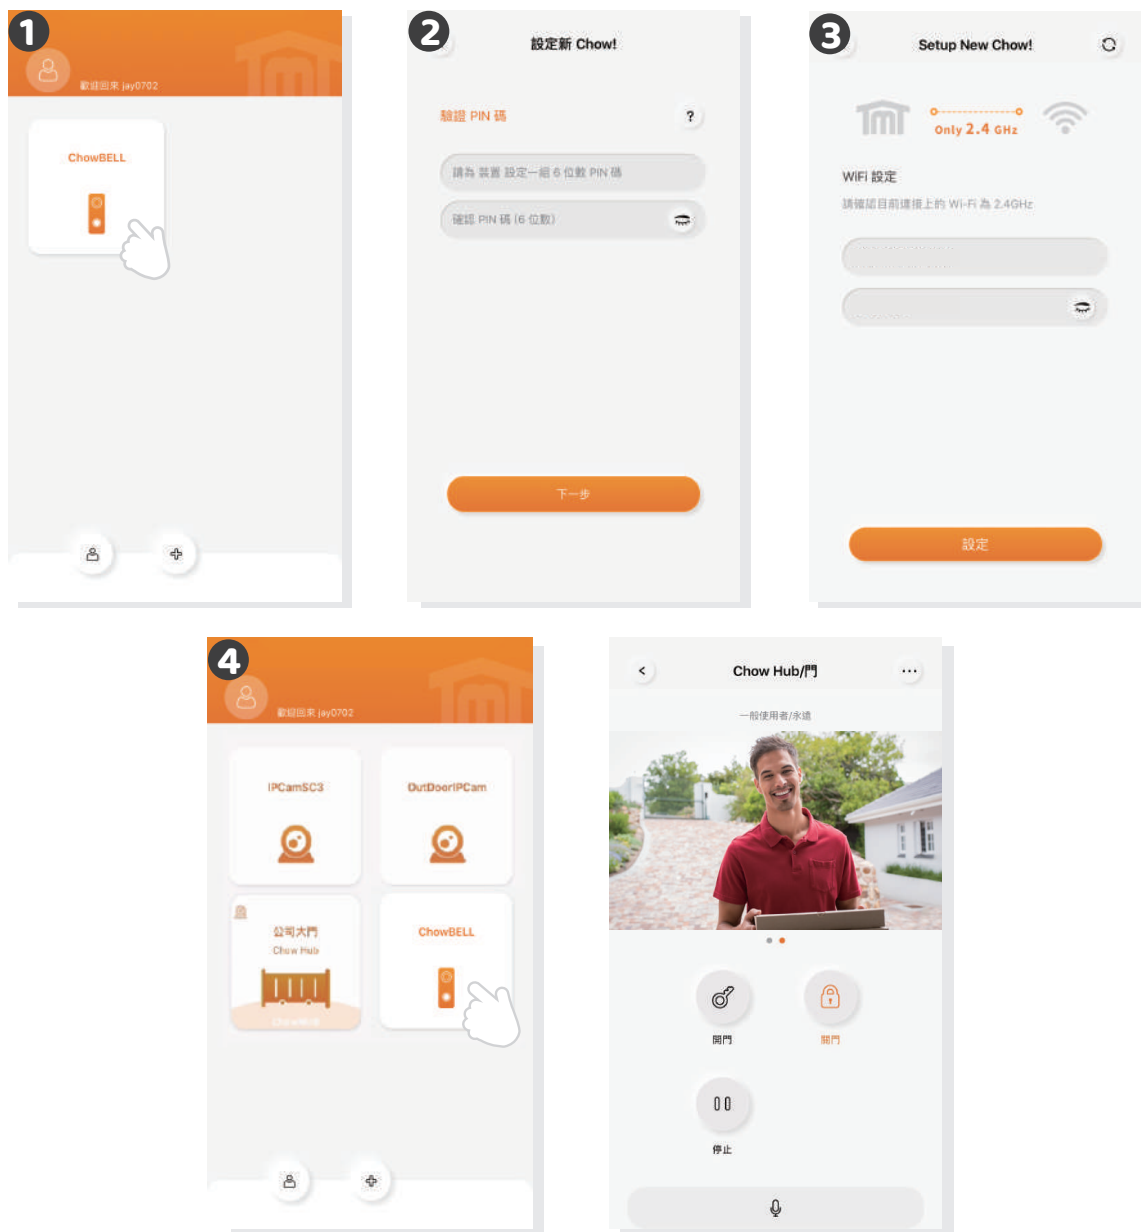 1
歡迎回來 jay0702
ChowBELL
2
設定新 Chow!
驗證 PIN 碼
?
請為 裝置 設定一組 6 位數 PIN 碼
確認 PIN 碼 (6 位數)
下一步
3
Setup New Chow!
Only 2.4 GHz
WiFi 設定
請確認目前連接上的 Wi-Fi 為 2.4GHz
設定
4
歡迎回來 jay0702
IPCamSC3
OutDoorIPCam
公司大門
Chow Hub
ChowBELL
Chow Hub/門
一般使用者/永遠
開門
關門
停止